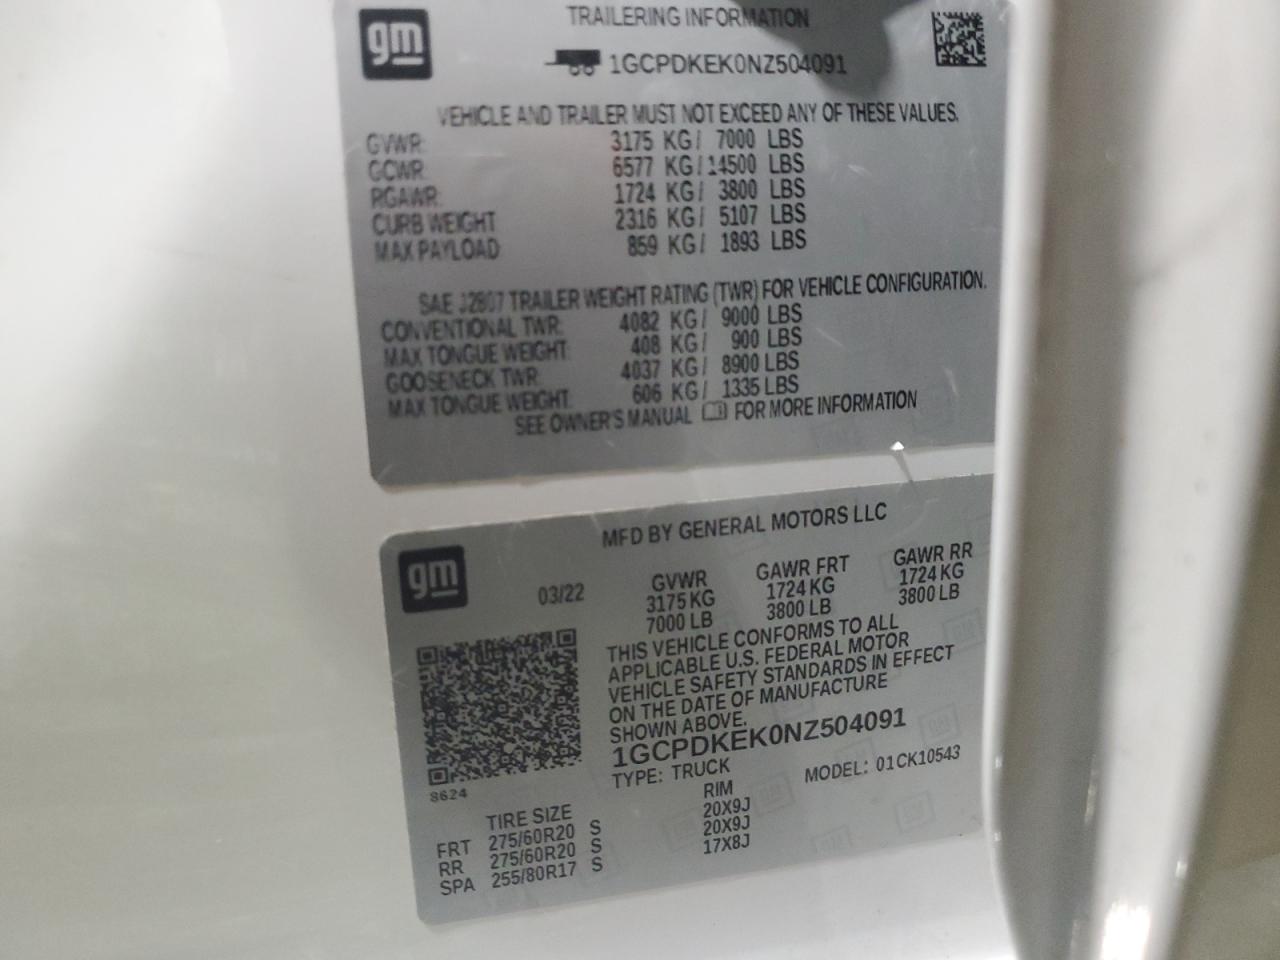 gm
TRAILERING INFORMATION
1GCPDKEK0NZ504091
VEHICLE AND TRAILER MUST NOT EXCEED ANY OF THESE VALUES.
GVWR: 3175 KG/ 7000 LBS
GCWR: 6577 KG/ 14500 LBS
RGAWR: 1724 KG/ 3800 LBS
CURB WEIGHT 2316 KG/ 5107 LBS
MAX PAYLOAD 859 KG/ 1893 LBS
SAE J2807 TRAILER WEIGHT RATING (TWR) FOR VEHICLE CONFIGURATION.
CONVENTIONAL TWR: 4082 KG/ 9000 LBS
MAX TONGUE WEIGHT: 408 KG/ 900 LBS
GOOSENECK TWR: 4037 KG/ 8900 LBS
MAX TONGUE WEIGHT: 606 KG/ 1335 LBS
SEE OWNER'S MANUAL FOR MORE INFORMATION
gm
MFD BY GENERAL MOTORS LLC
03/22
GVWR GAWR FRT GAWR RR
3175 KG 1724 KG 1724 KG
7000 LB 3800 LB 3800 LB
THIS VEHICLE CONFORMS TO ALL
APPLICABLE U.S. FEDERAL MOTOR
VEHICLE SAFETY STANDARDS IN EFFECT
ON THE DATE OF MANUFACTURE
SHOWN ABOVE.
1GCPDKEK0NZ504091
TYPE: TRUCK MODEL: 01CK10543
8624
TIRE SIZE RIM
FRT 275/60R20 S 20X9J
RR 275/60R20 S 20X9J
SPA 255/80R17 S 17X8J